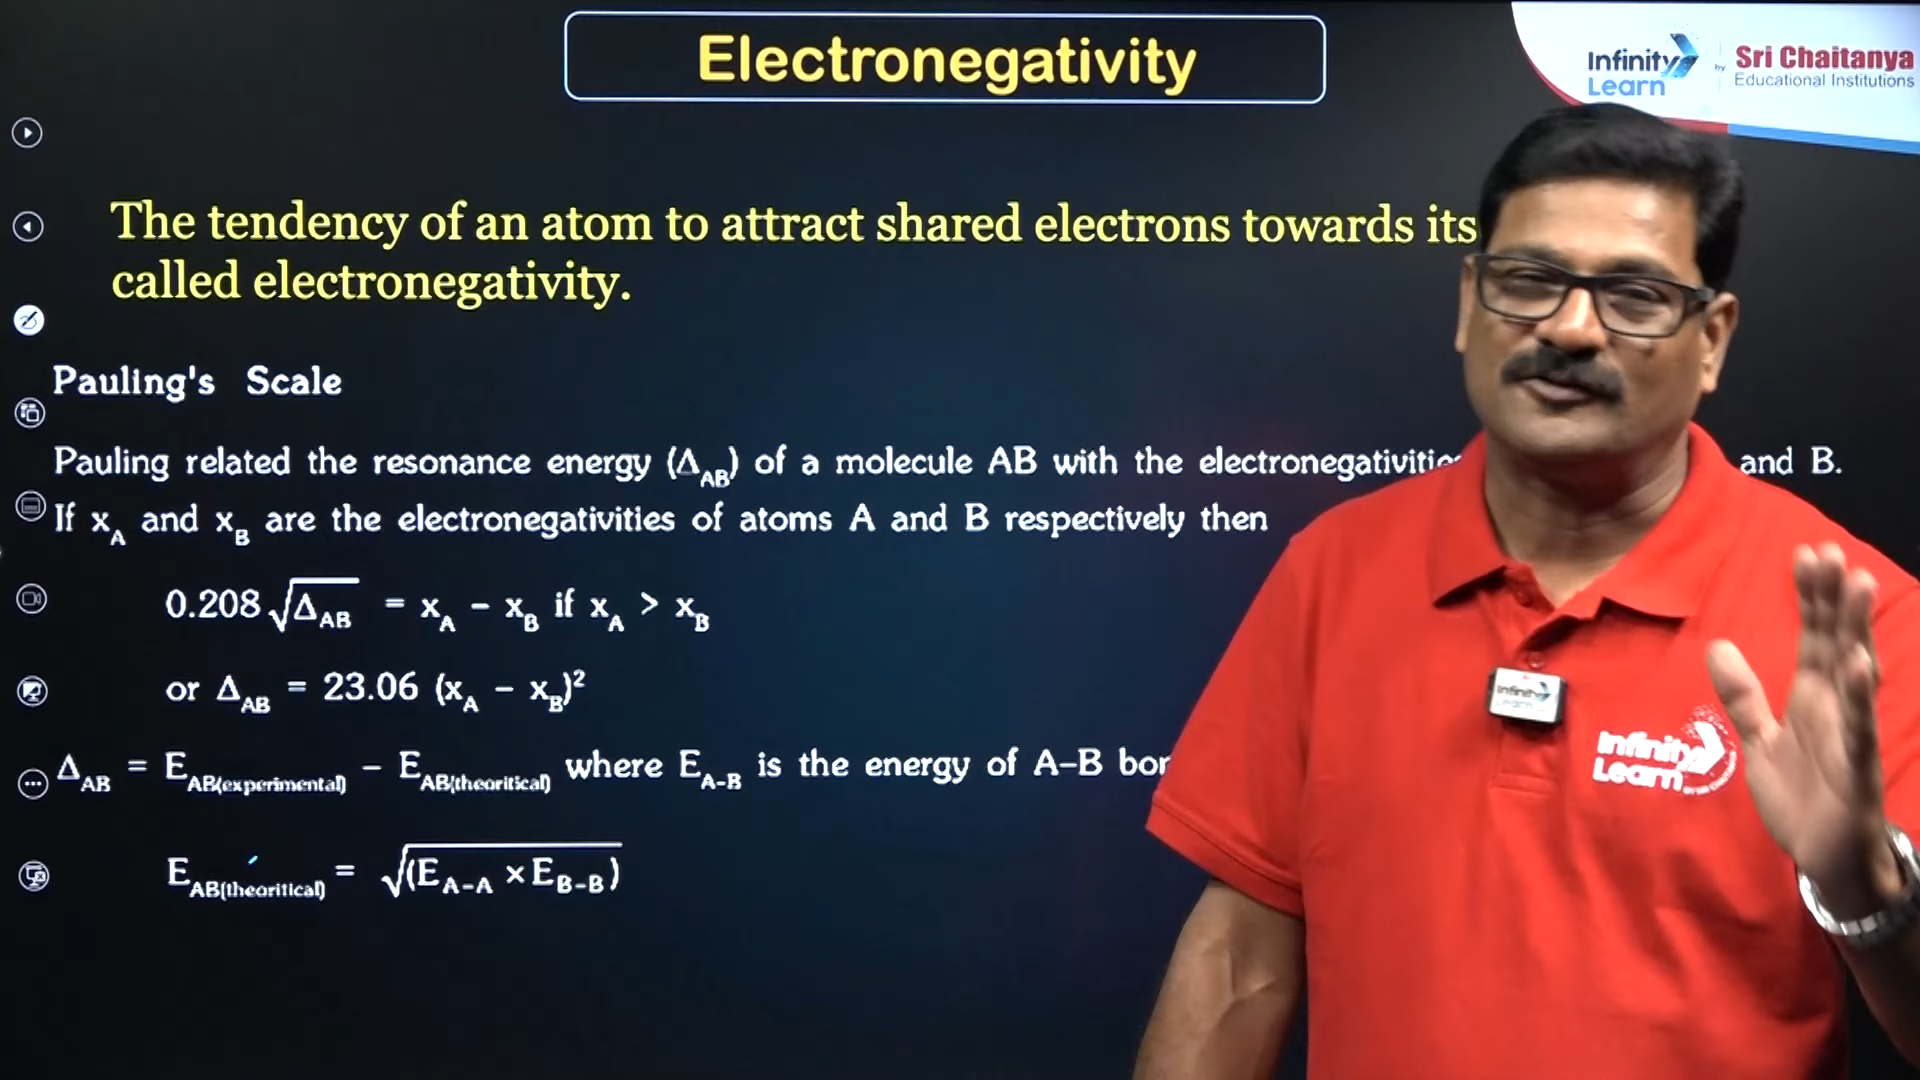 Electronegativity
Infinity Learn by Sri Chaitanya Educational Institutions
The tendency of an atom to attract shared electrons towards its
called electronegativity.
Pauling's Scale
Pauling related the resonance energy (Δ_AB) of a molecule AB with the electronegativities and B.
If x_A and x_B are the electronegativities of atoms A and B respectively then
0.208 √Δ_AB = x_A − x_B if x_A > x_B
or Δ_AB = 23.06 (x_A − x_B)²
Δ_AB = E_AB(experimental) − E_AB(theoritical) where E_A−B is the energy of A−B
E_AB(theoritical) = √(E_A−A × E_B−B)
Infinity Learn
Infinity Learn